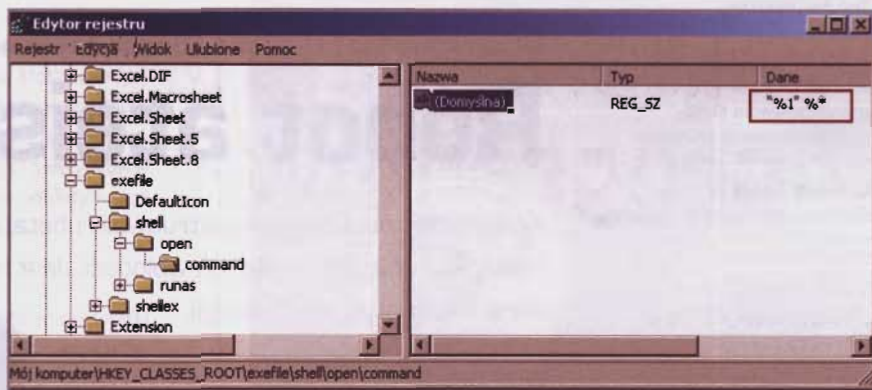 Edytor rejestru
Rejestr Edycja Widok Ulubione Pomoc
Excel.DIF
Excel.Macrosheet
Excel.Sheet
Excel.Sheet.5
Excel.Sheet.8
exefile
DefaultIcon
shell
open
command
runas
shellex
Extension
Nazwa Typ Dane
(Domyślna) REG_SZ "%1" %*
Mój komputer\HKEY_CLASSES_ROOT\exefile\shell\open\command